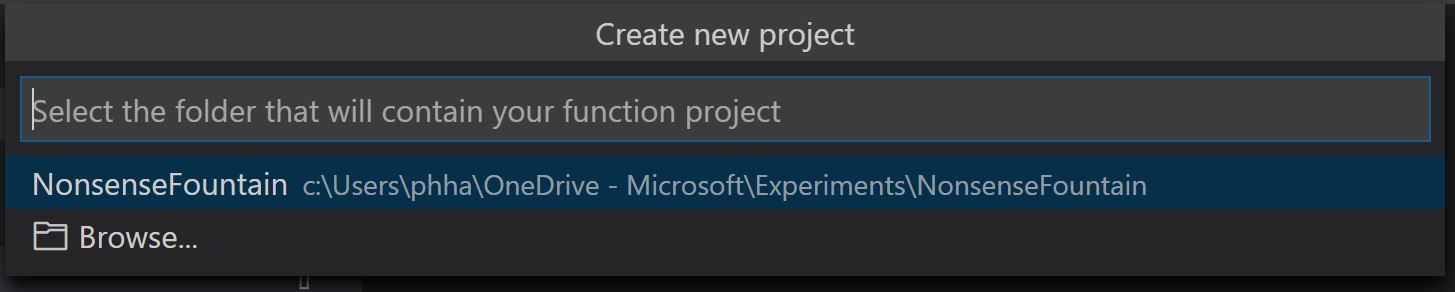 Create new project
Select the folder that will contain your function project
NonsenseFountain c:\Users\phha\OneDrive - Microsoft\Experiments\NonsenseFountain
Browse...